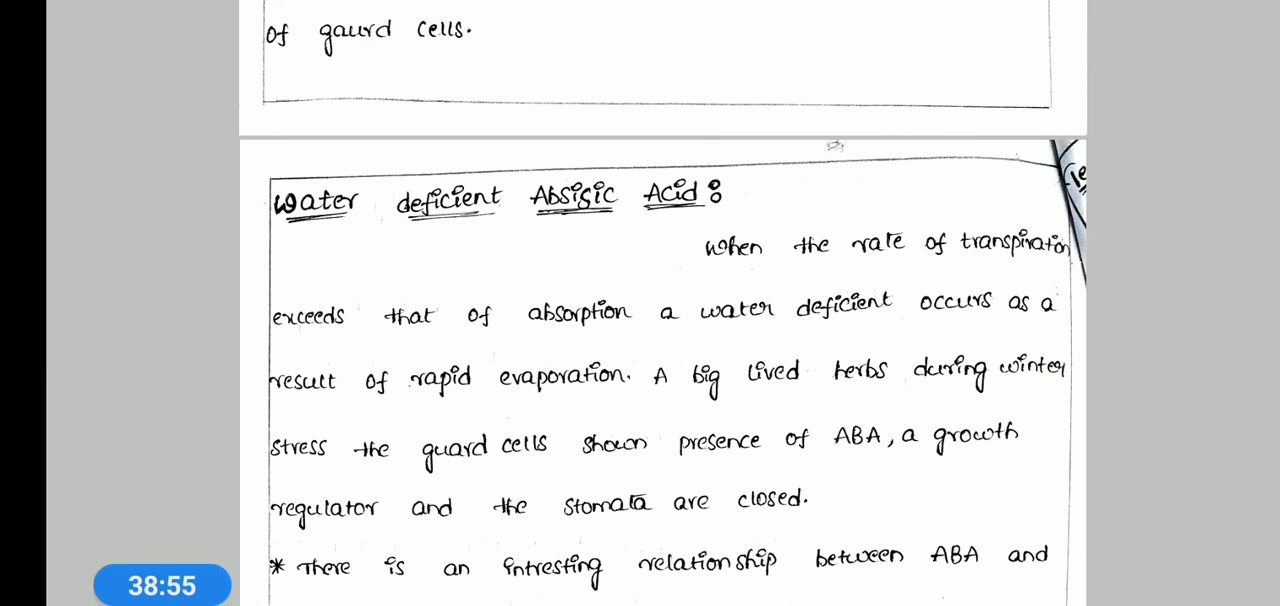 of gaurd cells.
Water deficient Absisic Acid :
When the rate of transpiration
exceeds that of absorption a water deficient occurs as a
result of rapid evaporation. A big lived herbs during winter
stress the guard cells shown presence of ABA, a growth
regulator and the stomata are closed.
* There is an intresting relationship between ABA and
38:55